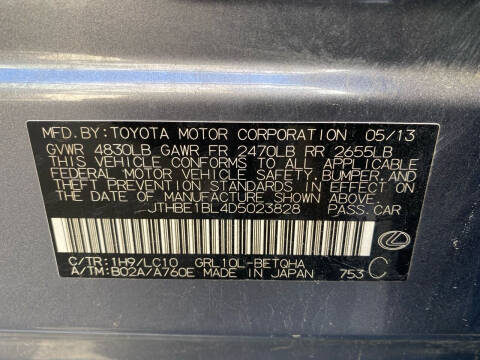 MFD.BY:TOYOTA MOTOR CORPORATION 05/13
GVWR 4830LB GAWR FR 2470LB RR 2655LB
THIS VEHICLE CONFORMS TO ALL APPLICABLE
FEDERAL MOTOR VEHICLE SAFETY, BUMPER, AND
THEFT PREVENTION STANDARDS IN EFFECT ON
THE DATE OF MANUFACTURE SHOWN ABOVE.
JTHBE1BL4D5023828 PASS.CAR
C/TR:1H9/LC10 GRL10L-BETQHA
A/TM:B02A/A760E MADE IN JAPAN 753 C